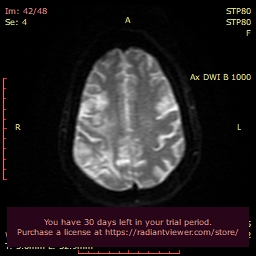 Im: 42/48
Se: 4
STP80
STP80
F
A
Ax DWI B 1000
R
L
You have 30 days left in your trial period.
Purchase a license at https://radiantviewer.com/store/